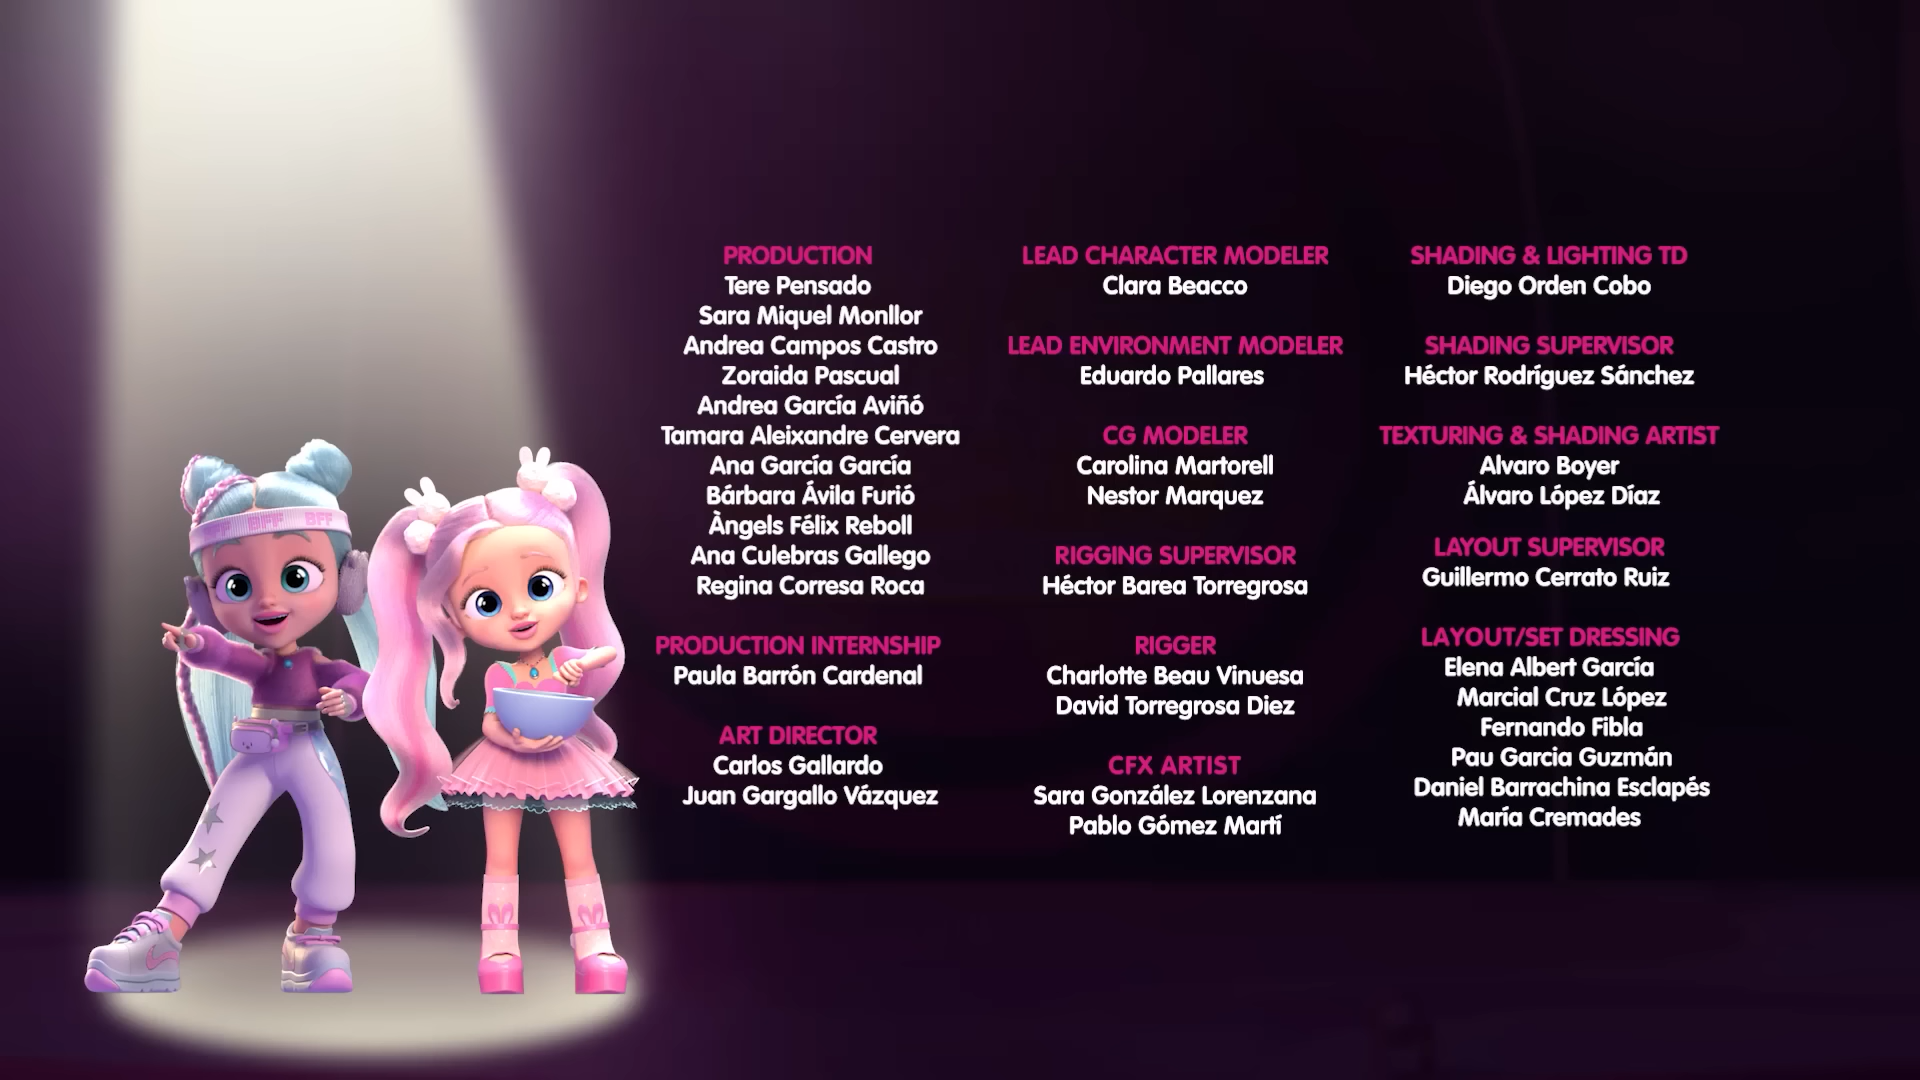 BFF BFF
PRODUCTION
Tere Pensado
Sara Miquel Monllor
Andrea Campos Castro
Zoraida Pascual
Andrea García Aviñó
Tamara Aleixandre Cervera
Ana García García
Bárbara Ávila Furió
Àngels Félix Reboll
Ana Culebras Gallego
Regina Corresa Roca
PRODUCTION INTERNSHIP
Paula Barrón Cardenal
ART DIRECTOR
Carlos Gallardo
Juan Gargallo Vázquez
LEAD CHARACTER MODELER
Clara Beacco
LEAD ENVIRONMENT MODELER
Eduardo Pallares
CG MODELER
Carolina Martorell
Nestor Marquez
RIGGING SUPERVISOR
Héctor Barea Torregrosa
RIGGER
Charlotte Beau Vinuesa
David Torregrosa Diez
CFX ARTIST
Sara González Lorenzana
Pablo Gómez Martí
SHADING & LIGHTING TD
Diego Orden Cobo
SHADING SUPERVISOR
Héctor Rodríguez Sánchez
TEXTURING & SHADING ARTIST
Alvaro Boyer
Álvaro López Díaz
LAYOUT SUPERVISOR
Guillermo Cerrato Ruiz
LAYOUT/SET DRESSING
Elena Albert García
Marcial Cruz López
Fernando Fibla
Pau Garcia Guzmán
Daniel Barrachina Esclapés
María Cremades